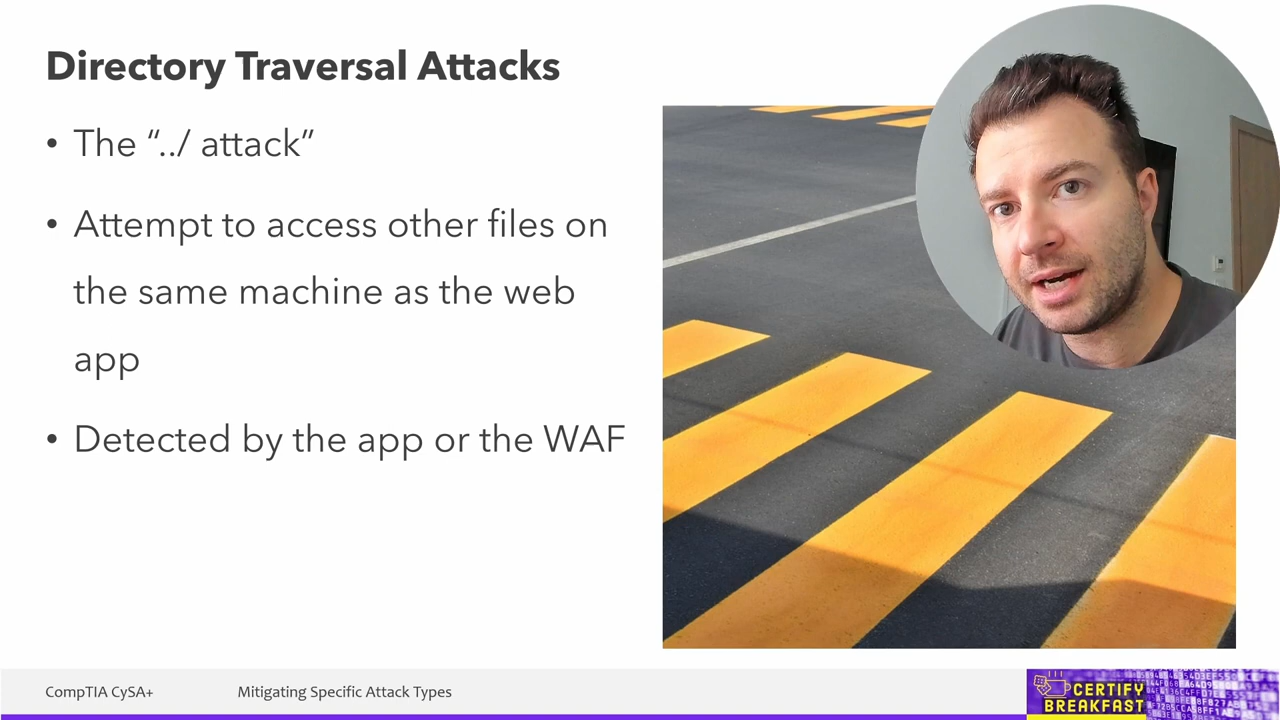 Directory Traversal Attacks
• The “../ attack”
• Attempt to access other files on
the same machine as the web
app
• Detected by the app or the WAF
CompTIA CySA+
Mitigating Specific Attack Types
CERTIFY
BREAKFAST